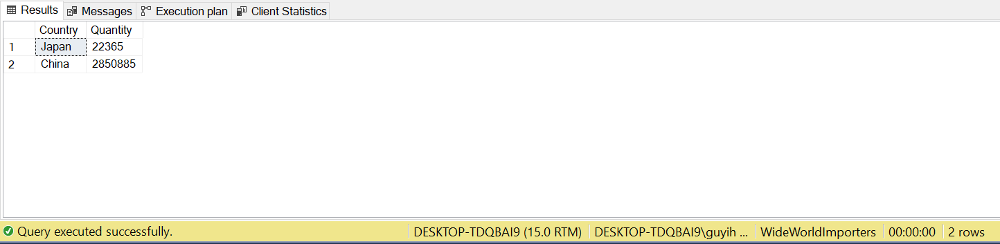 Results Messages Execution plan Client Statistics
Country Quantity
1 Japan 22365
2 China 2850885
Query executed successfully. DESKTOP-TDQBAI9 (15.0 RTM) DESKTOP-TDQBAI9\guyih ... WideWorldImporters 00:00:00 2 rows